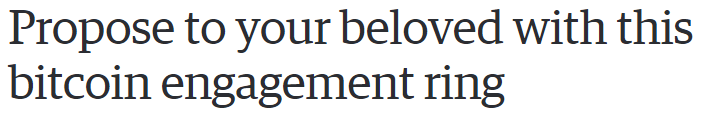 Propose to your beloved with this
bitcoin engagement ring